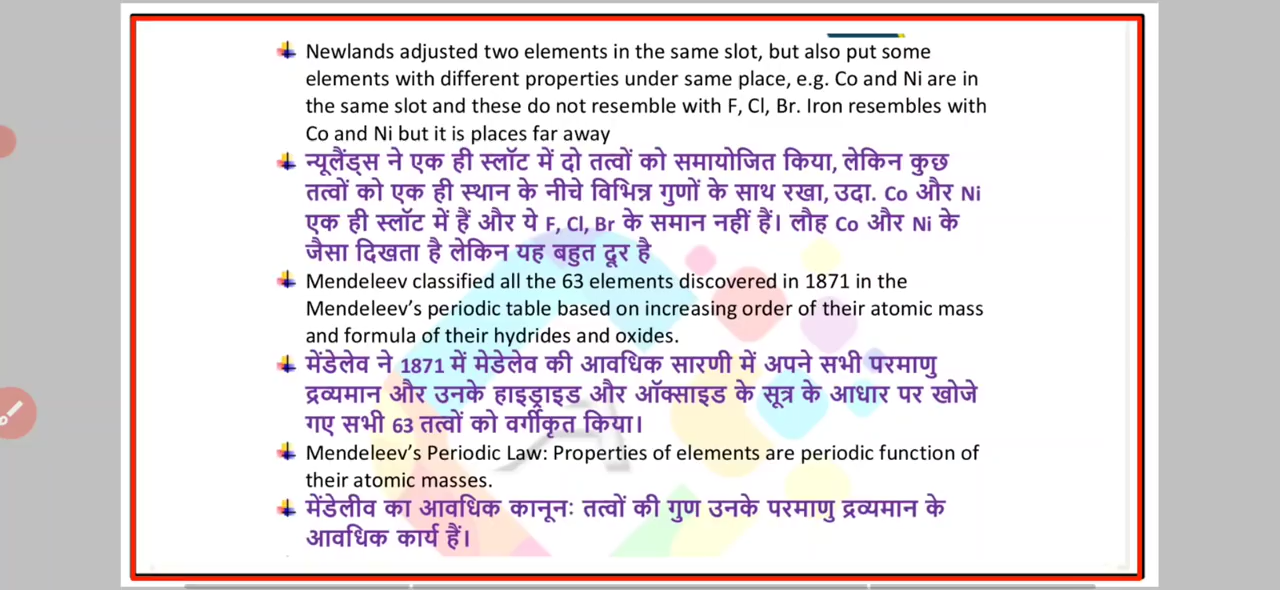 Newlands adjusted two elements in the same slot, but also put some
elements with different properties under same place, e.g. Co and Ni are in
the same slot and these do not resemble with F, Cl, Br. Iron resembles with
Co and Ni but it is places far away
न्यूलैंड्स ने एक ही स्लॉट में दो तत्वों को समायोजित किया, लेकिन कुछ
तत्वों को एक ही स्थान के नीचे विभिन्न गुणों के साथ रखा, उदा. Co और Ni
एक ही स्लॉट में हैं और ये F, Cl, Br के समान नहीं हैं। लौह Co और Ni के
जैसा दिखता है लेकिन यह बहुत दूर है
Mendeleev classified all the 63 elements discovered in 1871 in the
Mendeleev’s periodic table based on increasing order of their atomic mass
and formula of their hydrides and oxides.
मेंडेलेव ने 1871 में मेडेलेव की आवधिक सारणी में अपने सभी परमाणु
द्रव्यमान और उनके हाइड्राइड और ऑक्साइड के सूत्र के आधार पर खोजे
गए सभी 63 तत्वों को वर्गीकृत किया।
Mendeleev’s Periodic Law: Properties of elements are periodic function of
their atomic masses.
मेंडेलीव का आवधिक कानूनः तत्वों की गुण उनके परमाणु द्रव्यमान के
आवधिक कार्य हैं।